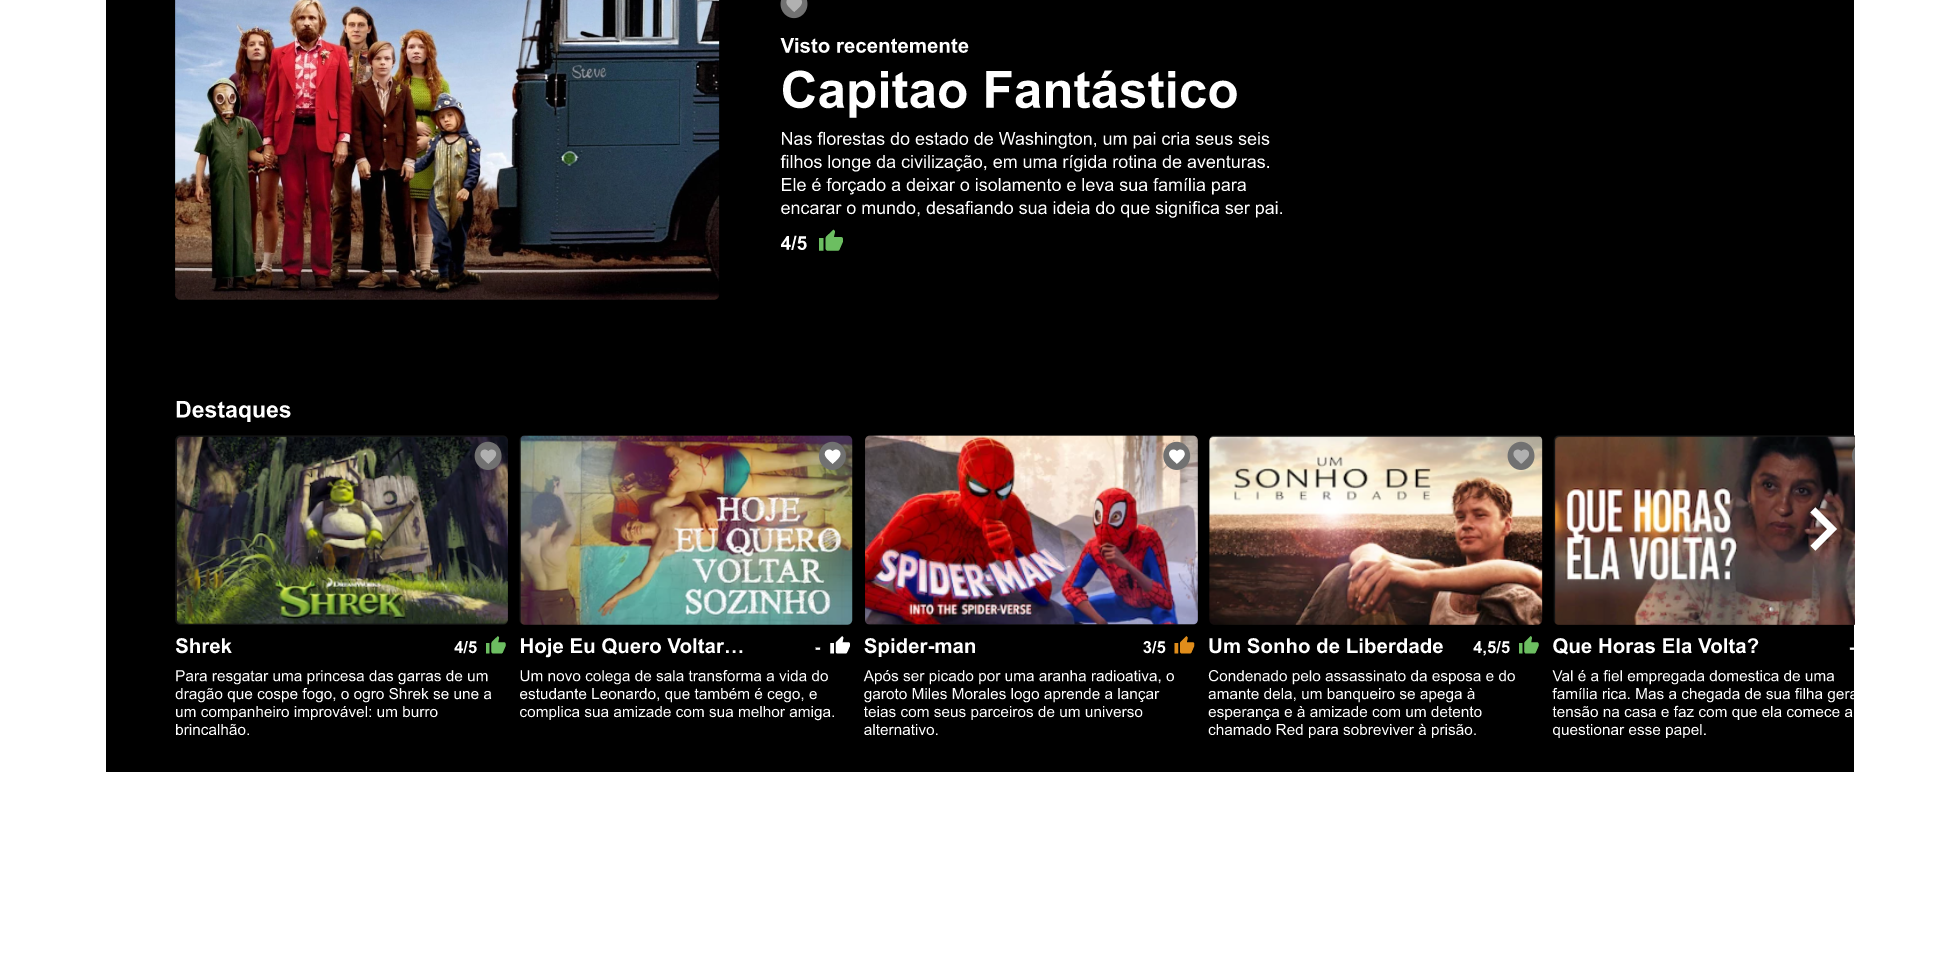 Steve
Visto recentemente
Capitao Fantástico
Nas florestas do estado de Washington, um pai cria seus seis
filhos longe da civilização, em uma rígida rotina de aventuras.
Ele é forçado a deixar o isolamento e leva sua família para
encarar o mundo, desafiando sua ideia do que significa ser pai.
4/5
Destaques
DREAMWORKS
SHREK
HOJE
EU QUERO
VOLTAR
SOZINHO
SPIDER-MAN
INTO THE SPIDER-VERSE
UM
SONHO DE
LIBERDADE
QUE HORAS
ELA VOLTA?
Shrek
4/5
Para resgatar uma princesa das garras de um
dragão que cospe fogo, o ogro Shrek se une a
um companheiro improvável: um burro
brincalhão.
Hoje Eu Quero Voltar...
-
Um novo colega de sala transforma a vida do
estudante Leonardo, que também é cego, e
complica sua amizade com sua melhor amiga.
Spider-man
3/5
Após ser picado por uma aranha radioativa, o
garoto Miles Morales logo aprende a lançar
teias com seus parceiros de um universo
alternativo.
Um Sonho de Liberdade
4,5/5
Condenado pelo assassinato da esposa e do
amante dela, um banqueiro se apega à
esperança e à amizade com um detento
chamado Red para sobreviver à prisão.
Que Horas Ela Volta?
-
Val é a fiel empregada domestica de uma
família rica. Mas a chegada de sua filha gera
tensão na casa e faz com que ela comece a
questionar esse papel.